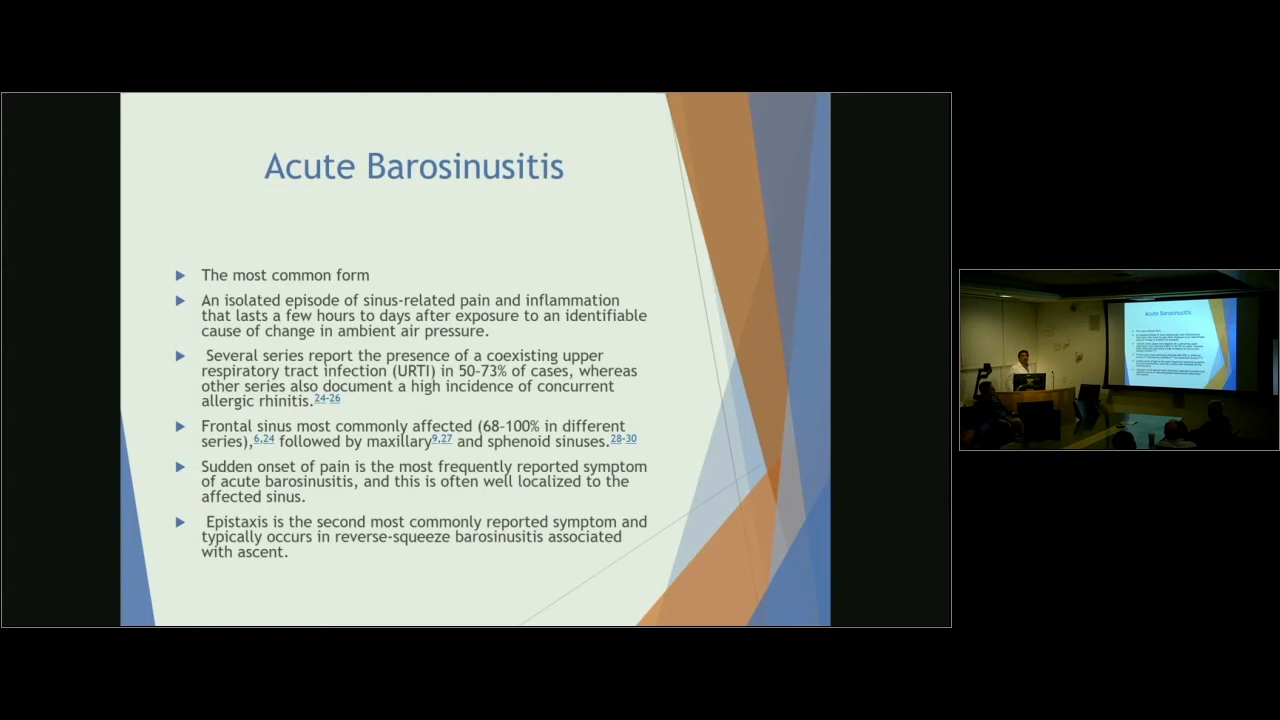 Acute Barosinusitis
The most common form
An isolated episode of sinus-related pain and inflammation
that lasts a few hours to days after exposure to an identifiable
cause of change in ambient air pressure.
Several series report the presence of a coexisting upper
respiratory tract infection (URTI) in 50-73% of cases, whereas
other series also document a high incidence of concurrent
allergic rhinitis.24-26
Frontal sinus most commonly affected (68-100% in different
series),6,24 followed by maxillary9,27 and sphenoid sinuses.28-30
Sudden onset of pain is the most frequently reported symptom
of acute barosinusitis, and this is often well localized to the
affected sinus.
Epistaxis is the second most commonly reported symptom and
typically occurs in reverse-squeeze barosinusitis associated
with ascent.
Acute Barosinusitis